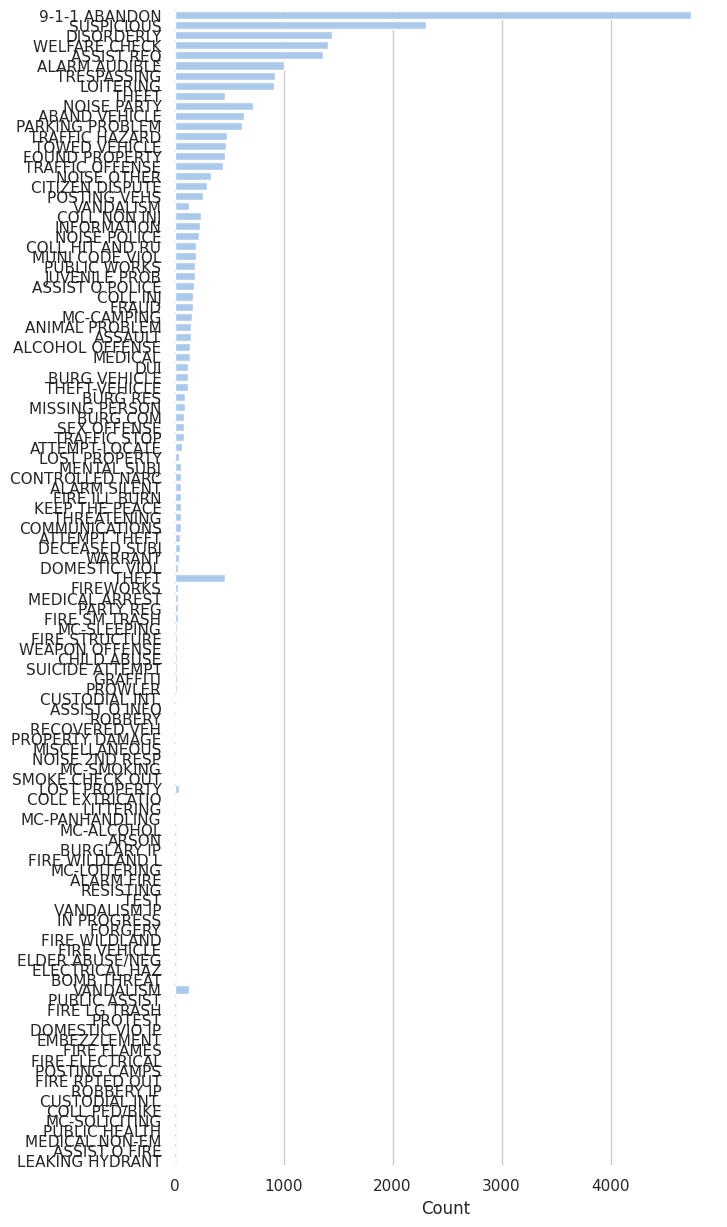 9-1-1 ABANDON
SUSPICIOUS
DISORDERLY
WELFARE CHECK
ASSIST REQ
ALARM AUDIBLE
TRESPASSING
LOITERING
THEFT
NOISE PARTY
ABAND VEHICLE
PARKING PROBLEM
TRAFFIC HAZARD
TOWED VEHICLE
FOUND PROPERTY
TRAFFIC OFFENSE
NOISE OTHER
CITIZEN DISPUTE
POSTING VEHS
VANDALISM
COLL NON INJ
INFORMATION
NOISE POLICE
COLL HIT AND RU
MUNI CODE VIOL
PUBLIC WORKS
JUVENILE PROB
ASSIST O POLICE
COLL INJ
FRAUD
MC-CAMPING
ANIMAL PROBLEM
ASSAULT
ALCOHOL OFFENSE
MEDICAL
DUI
BURG VEHICLE
THEFT-VEHICLE
BURG RES
MISSING PERSON
BURG COM
SEX OFFENSE
TRAFFIC STOP
ATTEMPT-LOCATE
LOST PROPERTY
MENTAL SUBJ
CONTROLLED NARC
ALARM SILENT
FIRE ILL BURN
KEEP THE PEACE
THREATENING
COMMUNICATIONS
ATTEMPT THEFT
DECEASED SUBJ
WARRANT
DOMESTIC VIOL
THEFT
FIREWORKS
MEDICAL ARREST
PARTY REG
FIRE SM TRASH
MC-SLEEPING
FIRE STRUCTURE
WEAPON OFFENSE
CHILD ABUSE
SUICIDE ATTEMPT
GRAFFITI
PROWLER
CUSTODIAL INT.
ASSIST O INFO
ROBBERY
RECOVERED VEH
PROPERTY DAMAGE
MISCELLANEOUS
NOISE 2ND RESP
MC-SMOKING
SMOKE CHECK OUT
LOST PROPERTY
COLL EXTRICATIO
LITTERING
MC-PANHANDLING
MC-ALCOHOL
ARSON
BURGLARY IP
FIRE WILDLAND L
MC-LOITERING
ALARM FIRE
RESISTING
TEST
VANDALISM IP
IN PROGRESS
FORGERY
FIRE WILDLAND
FIRE VEHICLE
ELDER ABUSE/NEG
ELECTRICAL HAZ
BOMB THREAT
VANDALISM
PUBLIC ASSIST
FIRE LG TRASH
PROTEST
DOMESTIC VIO IP
EMBEZZLEMENT
FIRE FLAMES
FIRE ELECTRICAL
POSTING CAMPS
FIRE RPTED OUT
ROBBERY IP
CUSTODIAL INT
COLL PED/BIKE
MC-SOLICITING
PUBLIC HEALTH
MEDICAL NON-EM
ASSIST O FIRE
LEAKING HYDRANT
0 1000 2000 3000 4000
Count